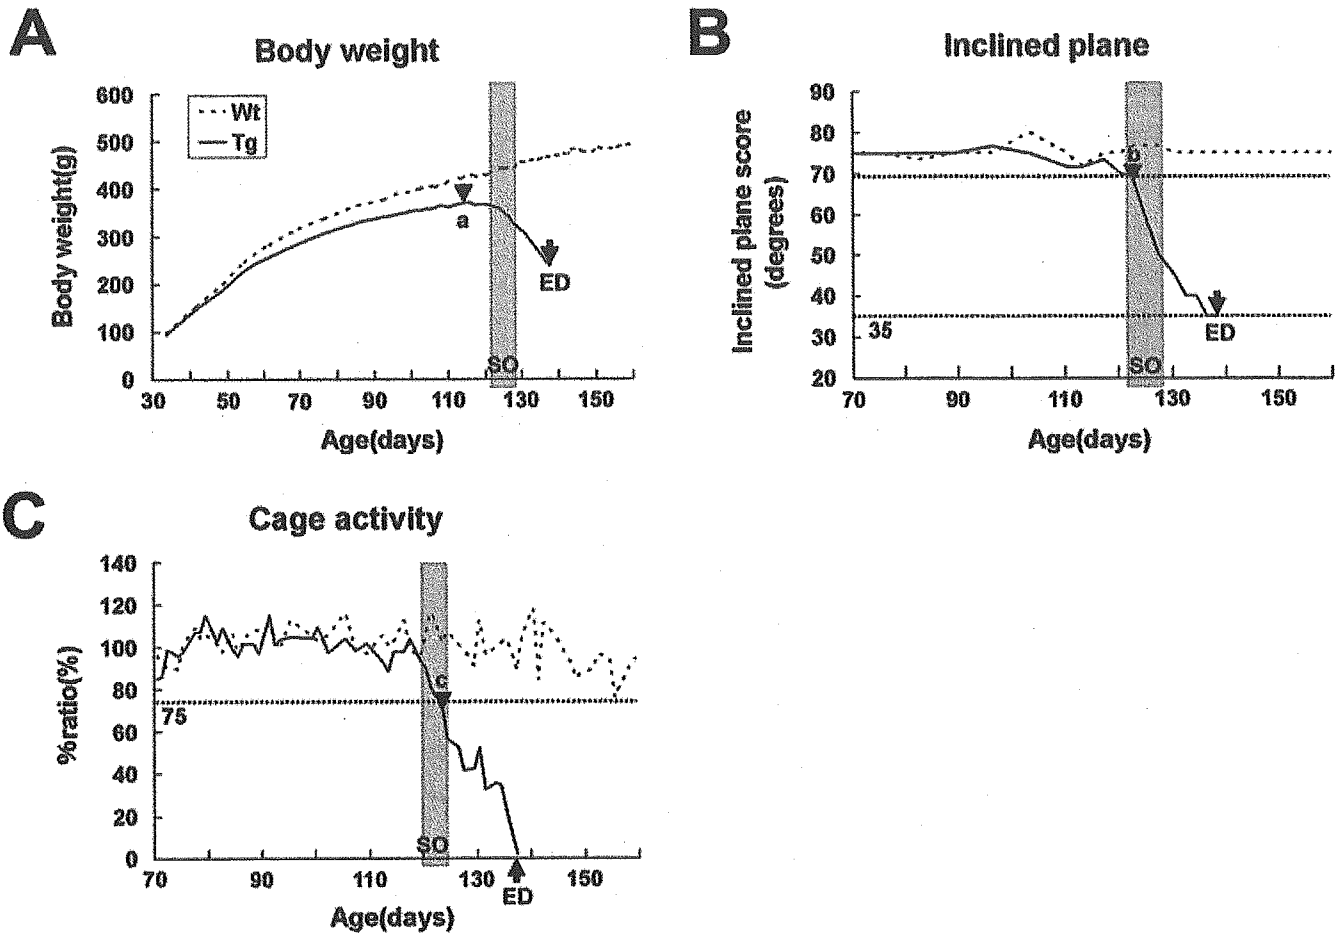 A
Body weight
600
500
400
300
200
100
0
Body weight(g)
Wt
Tg
a
ED
SO
30 50 70 90 110 130 150
Age(days)
B
Inclined plane
90
80
70
60
50
40
30
20
Inclined plane score
(degrees)
b
35
ED
SO
70 90 110 130 150
Age(days)
C
Cage activity
140
120
100
80
60
40
20
0
%ratio(%)
c
75
SO
70 90 110 130 150
ED
Age(days)